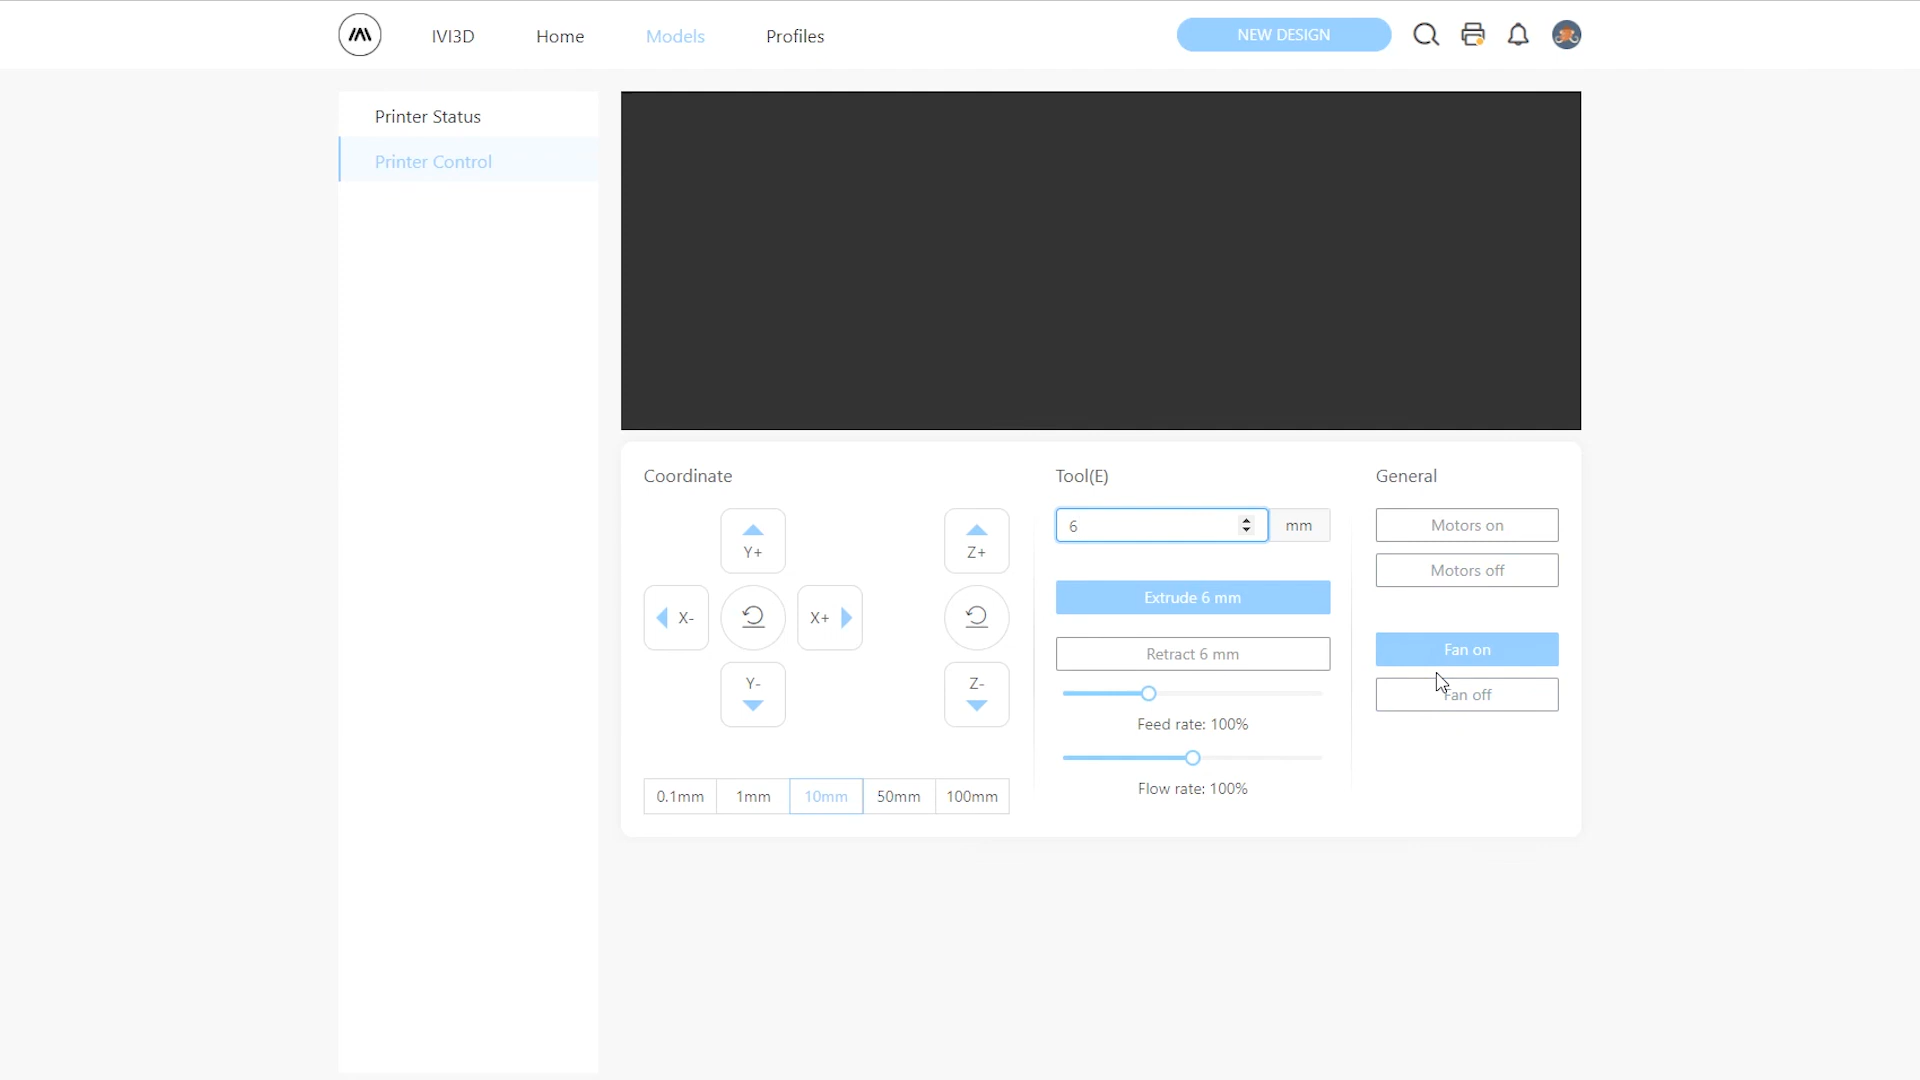 IVI3D Home Models Profiles NEW DESIGN
Printer Status
Printer Control
Coordinate
Y+
X-
X+
Y-
Z+
Z-
0.1mm 1mm 10mm 50mm 100mm
Tool(E)
6 mm
Extrude 6 mm
Retract 6 mm
Feed rate: 100%
Flow rate: 100%
General
Motors on
Motors off
Fan on
Fan off